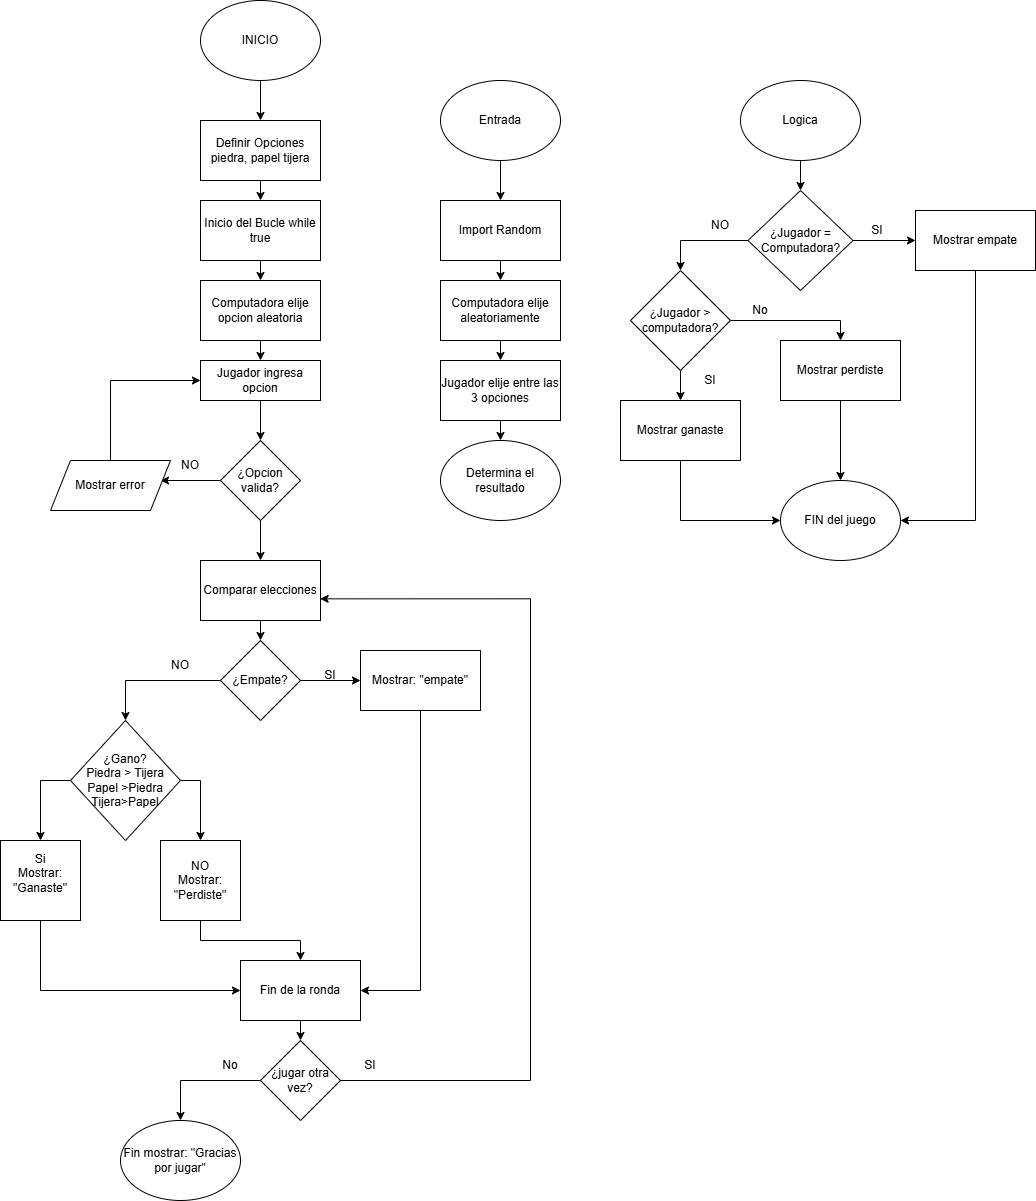 INICIO
Definir Opciones
piedra, papel tijera
Inicio del Bucle while
true
Computadora elije
opcion aleatoria
Jugador ingresa
opcion
¿Opcion
valida?
NO
Mostrar error
Comparar elecciones
¿Empate?
NO
SI
Mostrar: "empate"
¿Gano?
Piedra > Tijera
Papel >Piedra
Tijera>Papel
Si
Mostrar:
"Ganaste"
NO
Mostrar:
"Perdiste"
Fin de la ronda
¿jugar otra
vez?
No
SI
Fin mostrar: "Gracias
por jugar"
Entrada
Import Random
Computadora elije
aleatoriamente
Jugador elije entre las
3 opciones
Determina el
resultado
Logica
¿Jugador =
Computadora?
NO
SI
Mostrar empate
¿Jugador >
computadora?
No
Mostrar perdiste
SI
Mostrar ganaste
FIN del juego